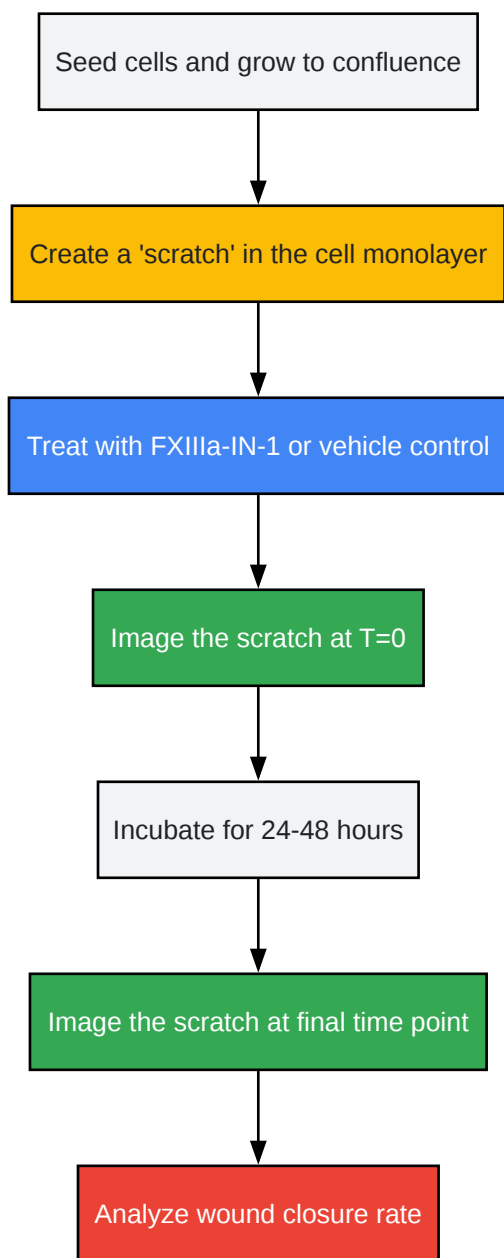 Seed cells and grow to confluence
Create a 'scratch' in the cell monolayer
Treat with FXIIIa-IN-1 or vehicle control
Image the scratch at T=0
Incubate for 24-48 hours
Image the scratch at final time point
Analyze wound closure rate